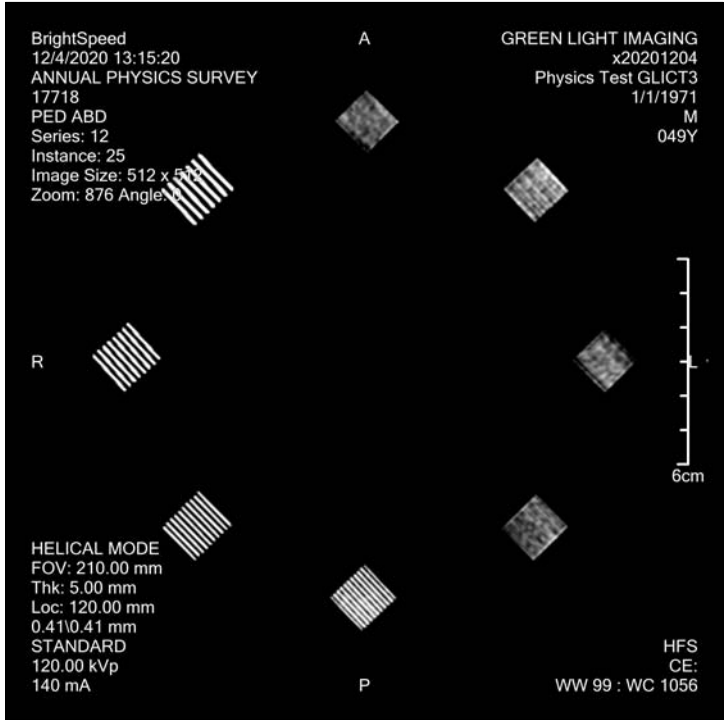 BrightSpeed
12/4/2020 13:15:20
ANNUAL PHYSICS SURVEY
17718
PED ABD
Series: 12
Instance: 25
Image Size: 512 x 512
Zoom: 876 Angle: 0
A
GREEN LIGHT IMAGING
x20201204
Physics Test GLICT3
1/1/1971
M
049Y
R
L
6cm
HELICAL MODE
FOV: 210.00 mm
Thk: 5.00 mm
Loc: 120.00 mm
0.41\0.41 mm
STANDARD
120.00 kVp
140 mA
P
HFS
CE:
WW 99 : WC 1056